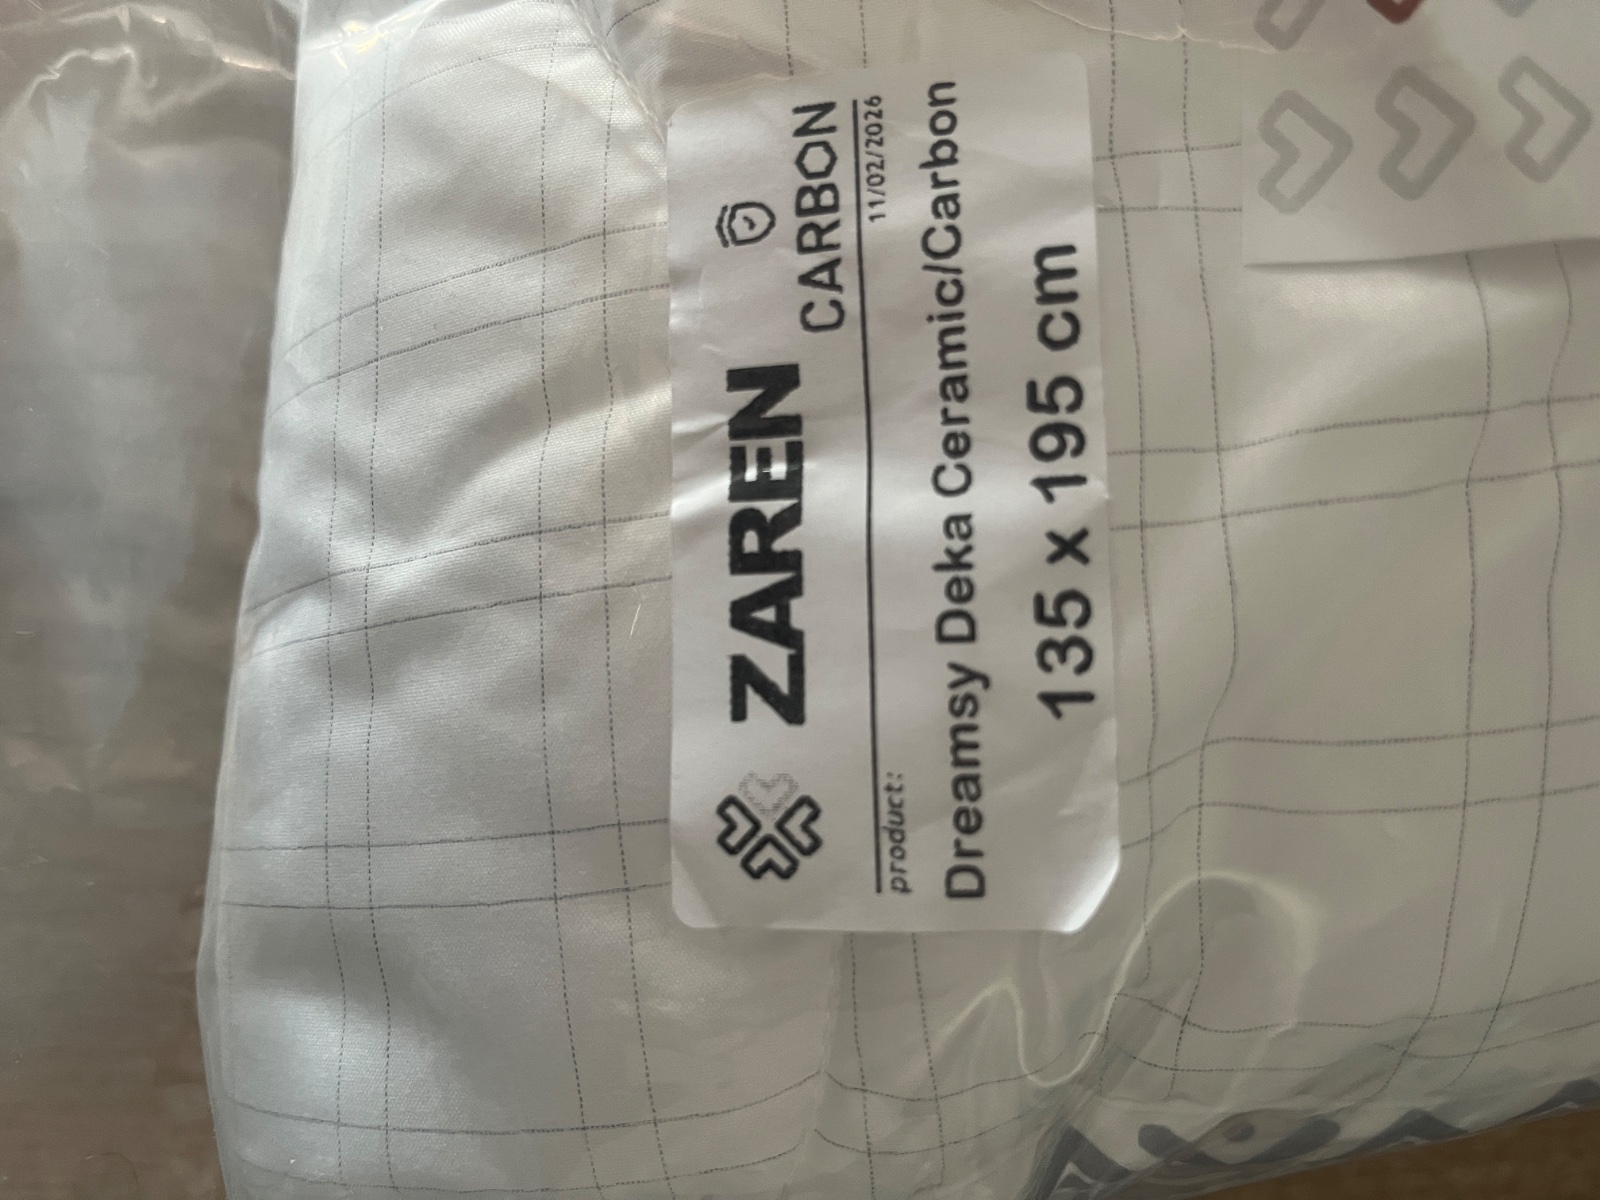 ZAREN
CARBON
11/02/2026
product:
Dreamsy Deka Ceramic/Carbon
135 x 195 cm